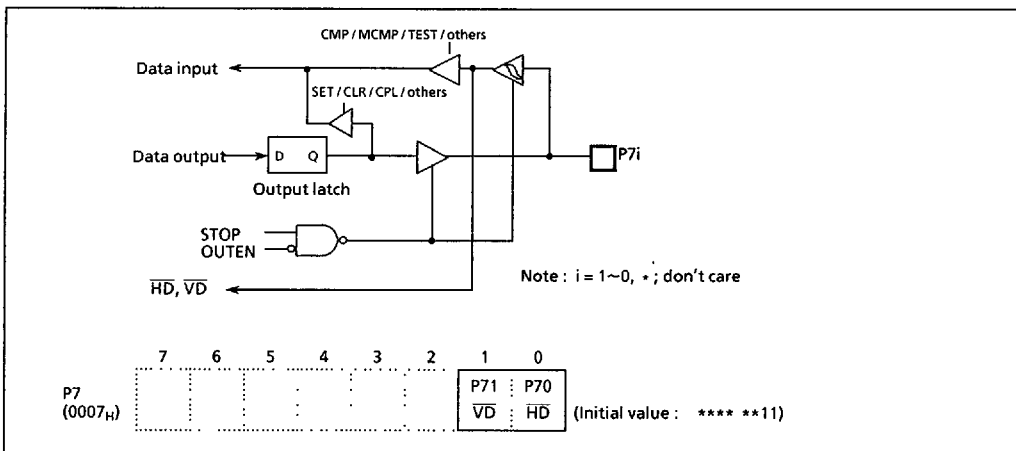 CMP / MCMP / TEST / others
Data input
SET / CLR / CPL / others
Data output
D Q
P7i
Output latch
STOP
OUTEN
Note : i = 1~0, * ; don't care
HD, VD
7 6 5 4 3 2 1 0
P7 P71 P70
(0007H) VD HD (Initial value : **** **11)